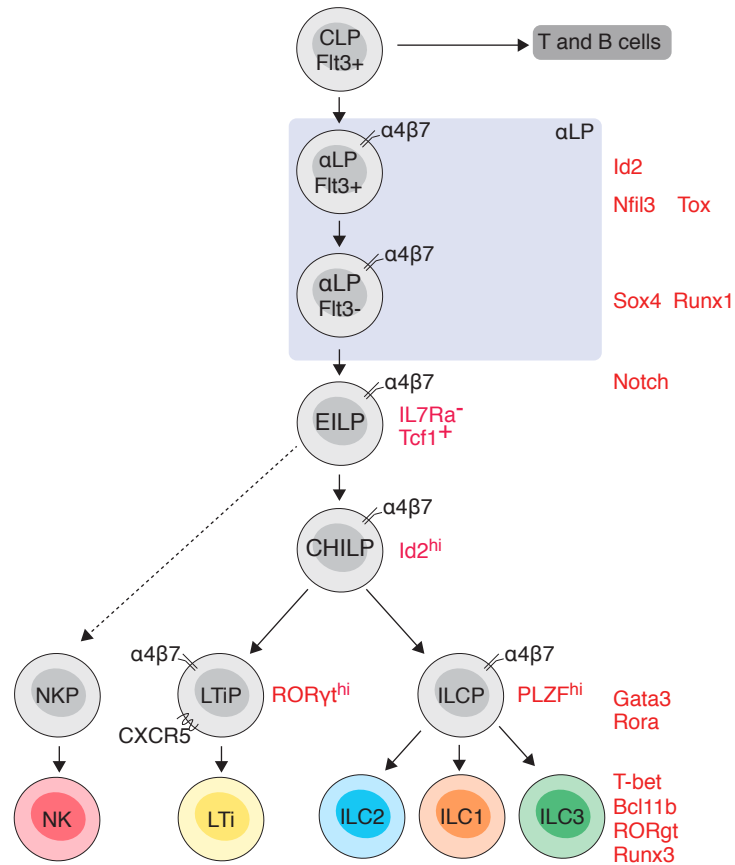 CLP
Flt3+
T and B cells
α4β7
αLP
αLP
Flt3+
Id2
Nfil3 Tox
α4β7
αLP
Flt3-
Sox4 Runx1
α4β7
Notch
EILP
IL7Ra-
Tcf1+
α4β7
CHILP
Id2hi
α4β7
α4β7
NKP
LTiP
RORγthi
ILCP
PLZFhi
Gata3
Rora
CXCR5
T-bet
Bcl11b
RORgt
Runx3
NK
LTi
ILC2
ILC1
ILC3